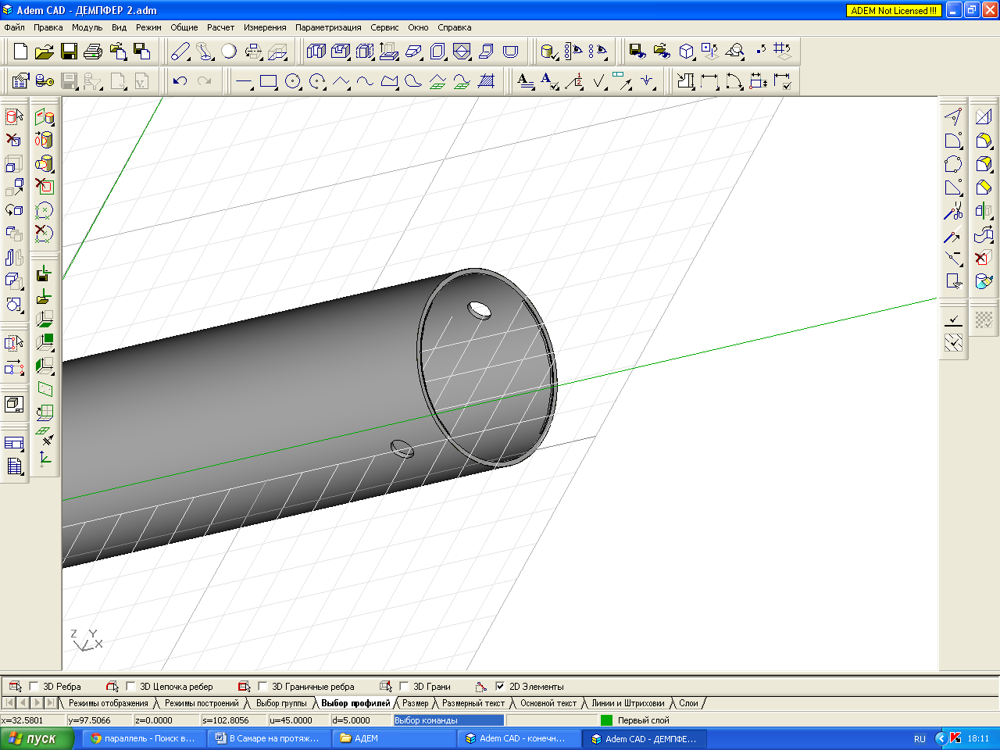 Adem CAD - ДЕМПФЕР 2.adm
ADEM Not Licensed !!!
Файл Правка Модуль Вид Режим Общие Расчет Измерения Параметризация Сервис Окно Справка
Z Y
X
3D Ребра 3D Цепочка ребер 3D Граничные ребра 3D Грани 2D Элементы
Режимы отображения Режимы построений Выбор группы Выбор профилей Размер Размерный текст Основной текст Линии и Штриховки Слои
x=32.5801 y=97.5066 z=0.0000 s=102.8056 u=45.0000 d=5.0000 Выбор команды Первый слой
пуск параллель - Поиск в... В Самаре на протяж... АДЕМ Adem CAD - конечн... Adem CAD - ДЕМПФЕ... RU 18:11